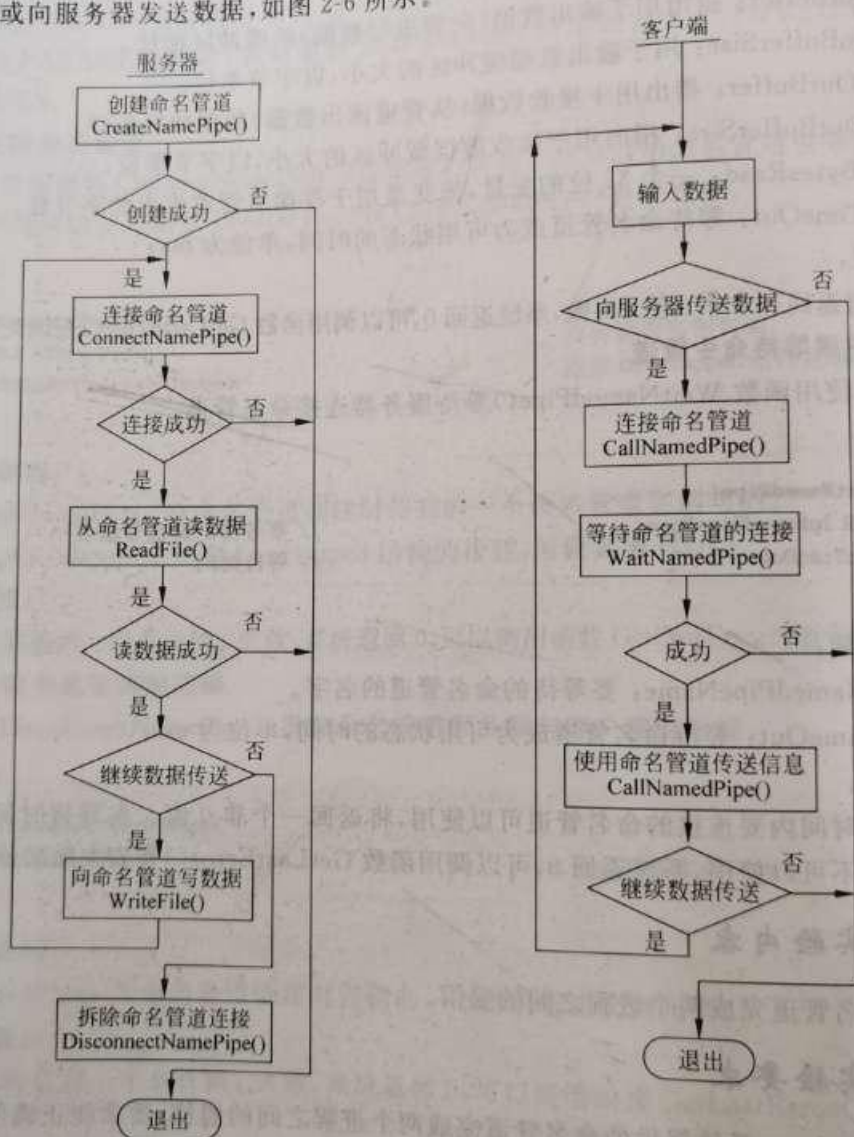 或向服务器发送数据,如图 2-6 所示。
服务器
创建命名管道
CreateNamePipe()
创建成功
否
是
连接命名管道
ConnectNamePipe()
连接成功
否
是
从命名管道读数据
ReadFile()
是
读数据成功
否
是
继续数据传送
否
是
向命名管道写数据
WriteFile()
拆除命名管道连接
DisconnectNamePipe()
退出
客户端
输入数据
向服务器传送数据
否
是
连接命名管道
CallNamedPipe()
等待命名管道的连接
WaitNamedPipe()
成功
否
是
使用命名管道传送信息
CallNamedPipe()
继续数据传送
否
是
退出